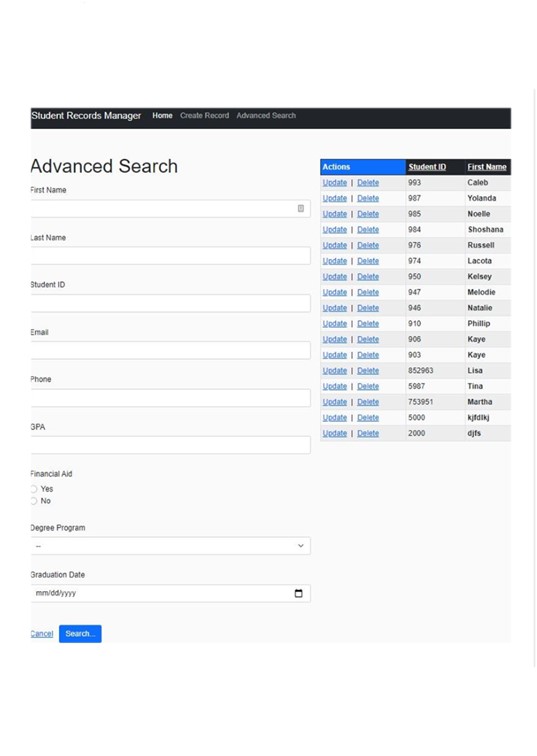 Student Records Manager Home Create Record Advanced Search
Advanced Search
First Name
Last Name
Student ID
Email
Phone
GPA
Financial Aid
Yes
No
Degree Program
--
Graduation Date
mm/dd/yyyy
Cancel Search...
Actions Student ID First Name
Update | Delete 993 Caleb
Update | Delete 987 Yolanda
Update | Delete 985 Noelle
Update | Delete 984 Shoshana
Update | Delete 976 Russell
Update | Delete 974 Lacota
Update | Delete 950 Kelsey
Update | Delete 947 Melodie
Update | Delete 946 Natalie
Update | Delete 910 Phillip
Update | Delete 906 Kaye
Update | Delete 903 Kaye
Update | Delete 852963 Lisa
Update | Delete 5987 Tina
Update | Delete 753951 Martha
Update | Delete 5000 kjfdlkj
Update | Delete 2000 djfs